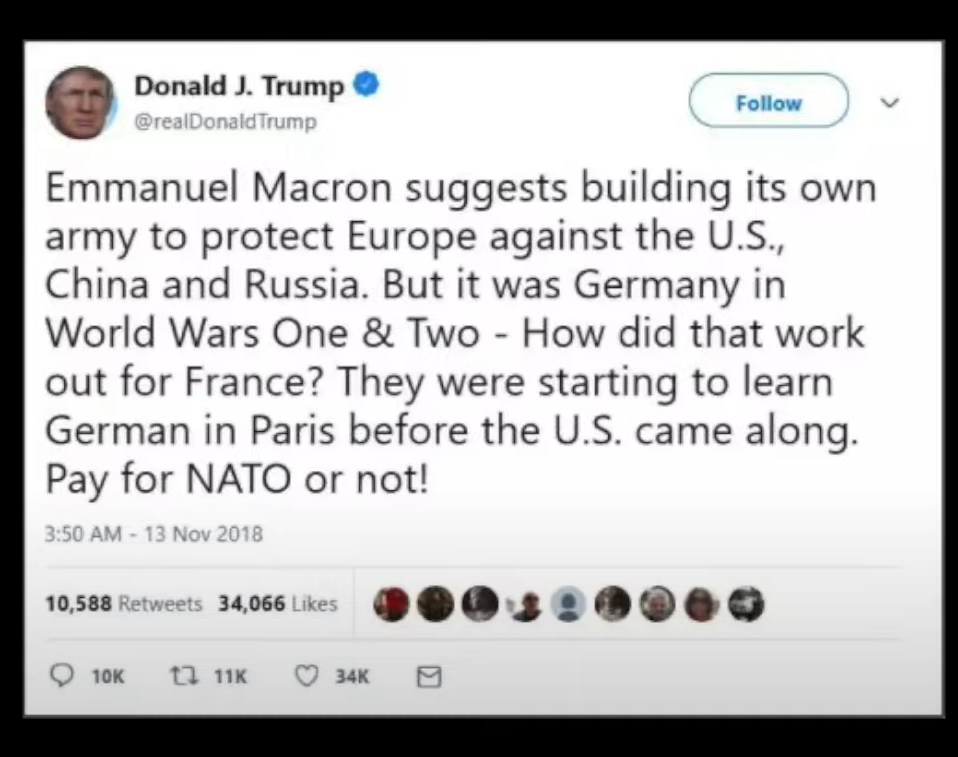 Donald J. Trump
@realDonaldTrump
Follow
Emmanuel Macron suggests building its own
army to protect Europe against the U.S.,
China and Russia. But it was Germany in
World Wars One & Two - How did that work
out for France? They were starting to learn
German in Paris before the U.S. came along.
Pay for NATO or not!
3:50 AM - 13 Nov 2018
10,588 Retweets 34,066 Likes
10K 11K 34K